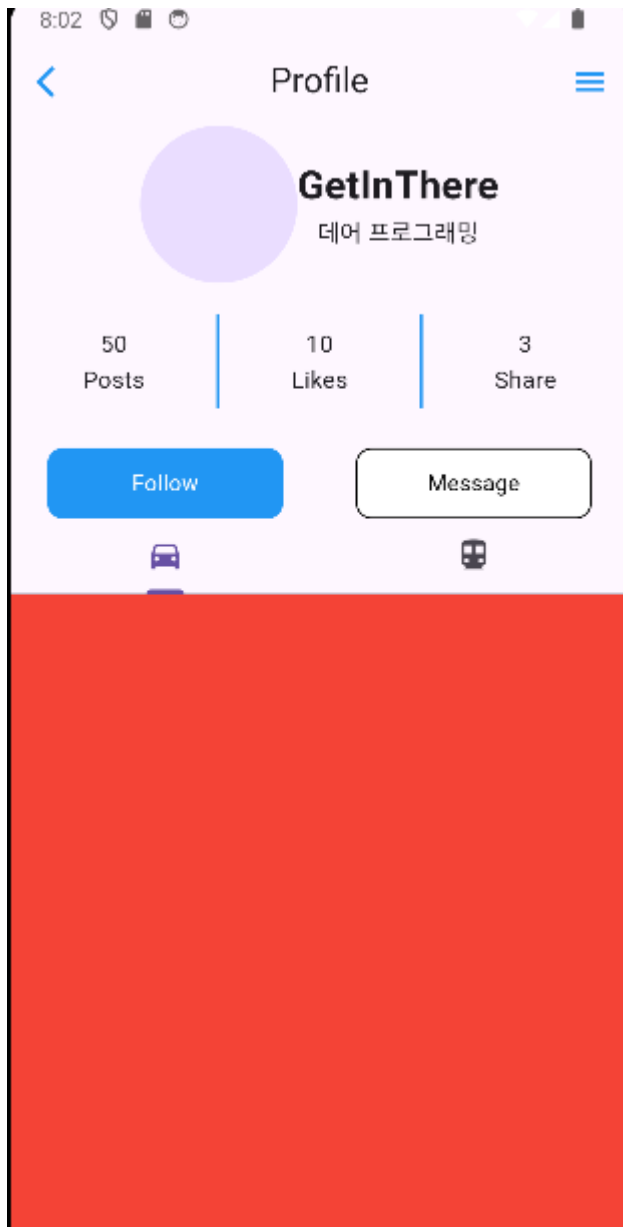 8:02
Profile
GetInThere
데어 프로그래밍
50 10 3
Posts Likes Share
Follow Message